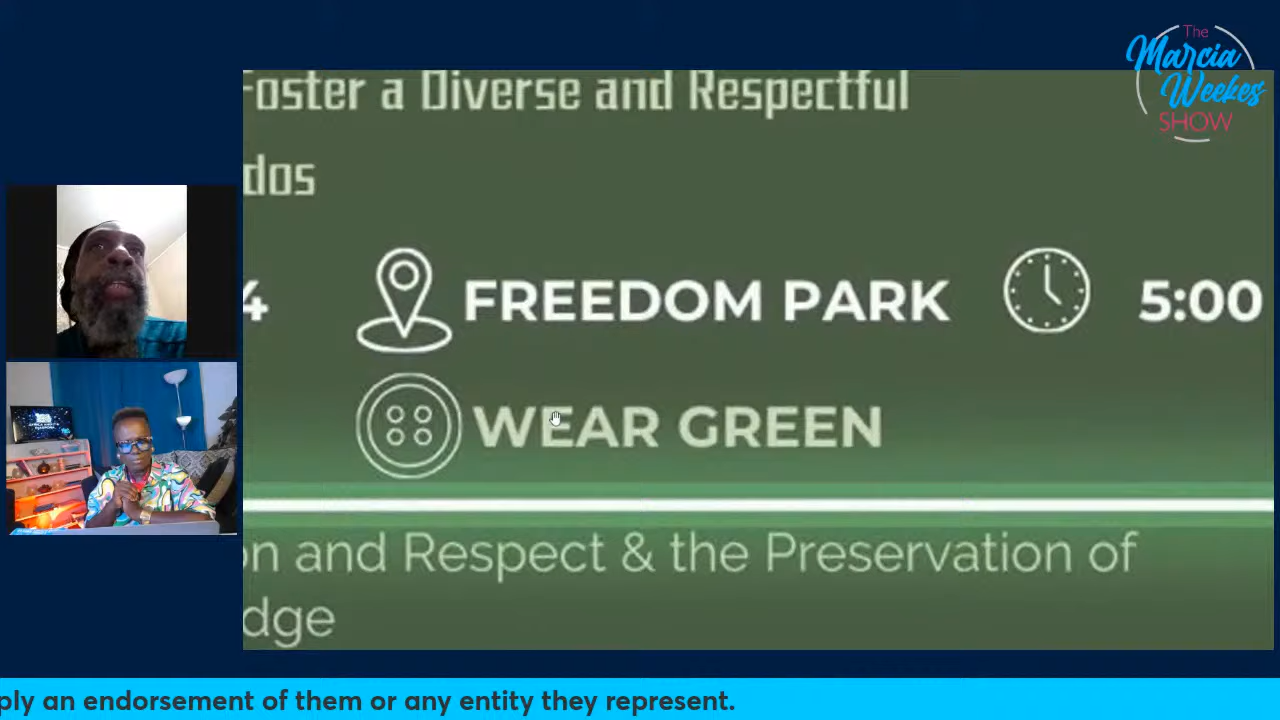 The
Marcia
Weekes
SHOW
Foster a Diverse and Respectful
dos
4 FREEDOM PARK 5:00
WEAR GREEN
on and Respect & the Preservation of
dge
ply an endorsement of them or any entity they represent.